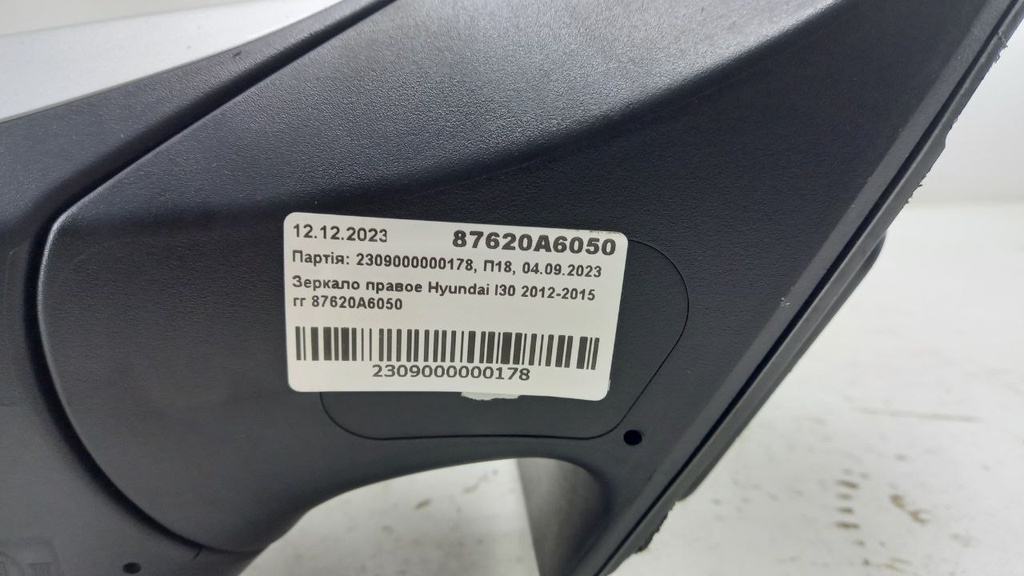 12.12.2023 87620A6050
Партія: 2309000000178, П18, 04.09.2023
Зеркало правое Hyundai I30 2012-2015
гг 87620A6050
2309000000178